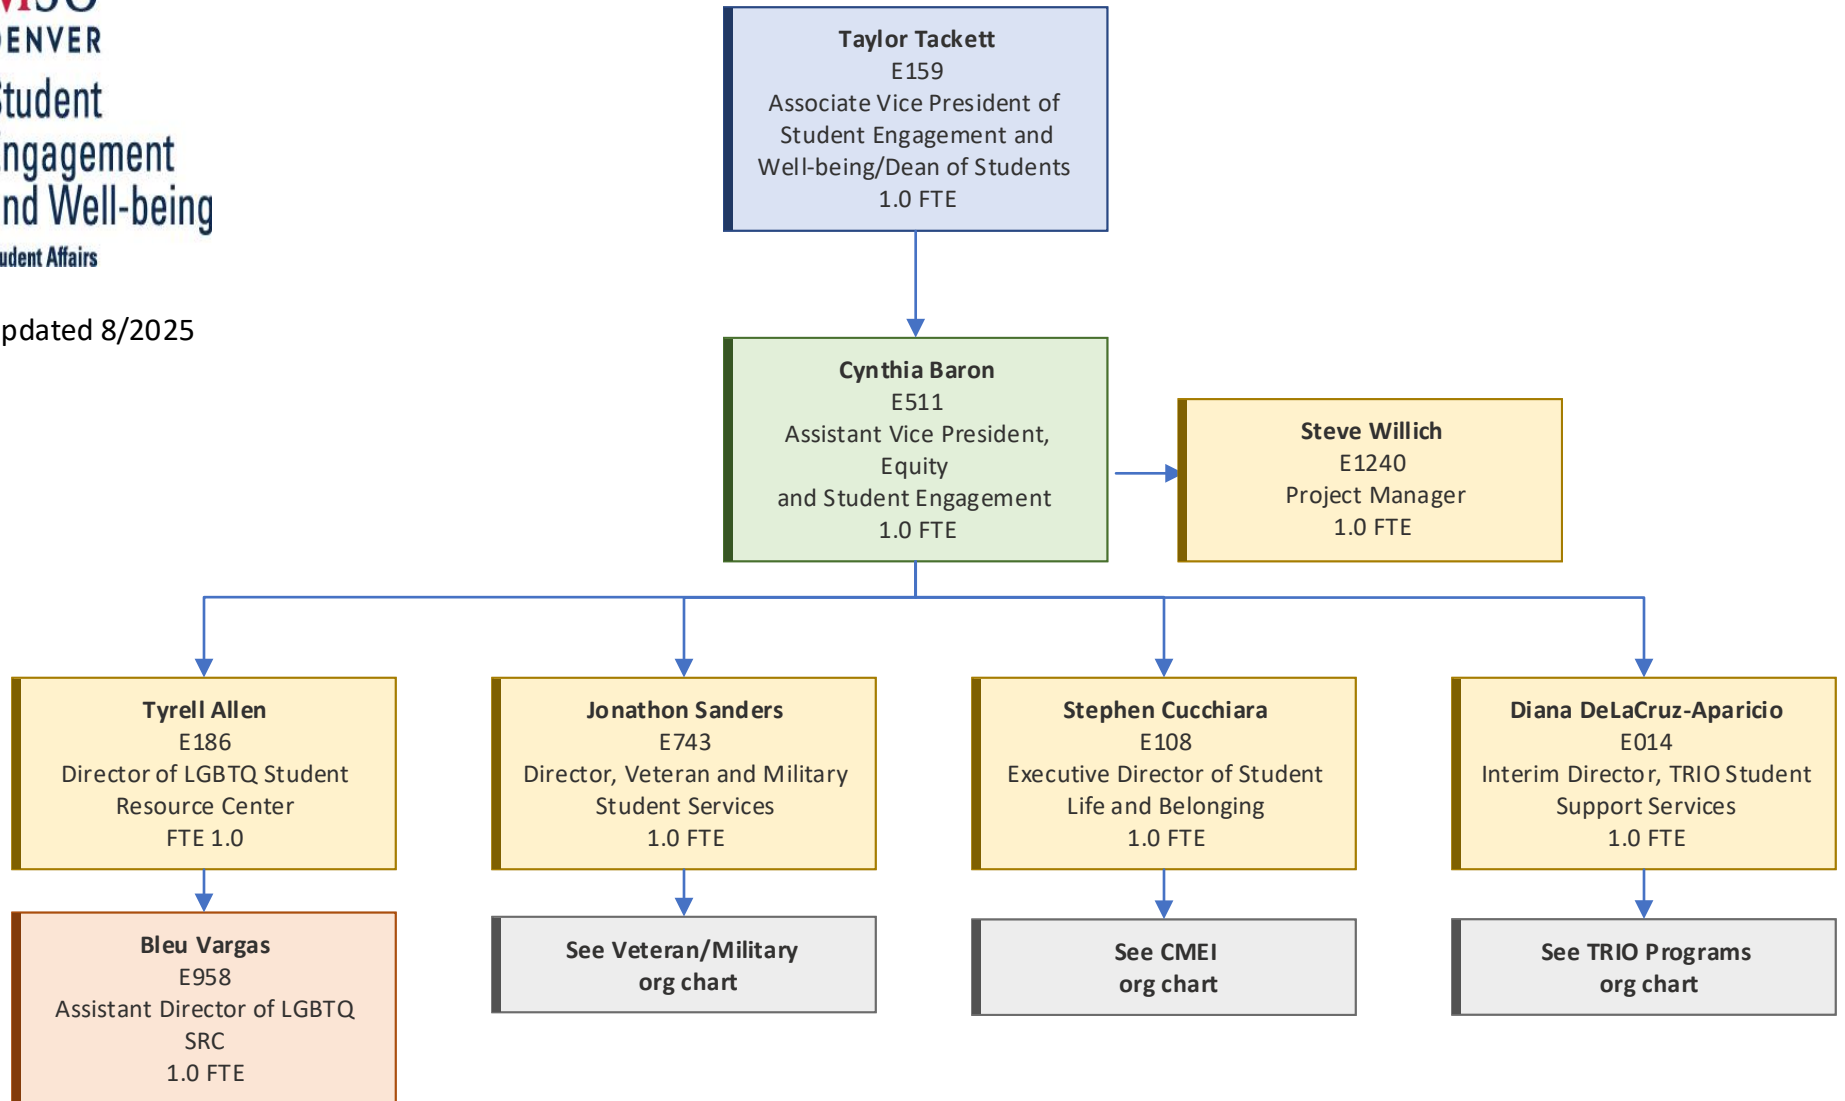 MSU
DENVER
Student
Engagement
and Well-being
Student Affairs
pdated 8/2025
Taylor Tackett
E159
Associate Vice President of
Student Engagement and
Well-being/Dean of Students
1.0 FTE
Cynthia Baron
E511
Assistant Vice President,
Equity
and Student Engagement
1.0 FTE
Steve Willich
E1240
Project Manager
1.0 FTE
Tyrell Allen
E186
Director of LGBTQ Student
Resource Center
FTE 1.0
Jonathon Sanders
E743
Director, Veteran and Military
Student Services
1.0 FTE
Stephen Cucchiara
E108
Executive Director of Student
Life and Belonging
1.0 FTE
Diana DeLaCruz-Aparicio
E014
Interim Director, TRIO Student
Support Services
1.0 FTE
Bleu Vargas
E958
Assistant Director of LGBTQ
SRC
1.0 FTE
See Veteran/Military
org chart
See CMEI
org chart
See TRIO Programs
org chart